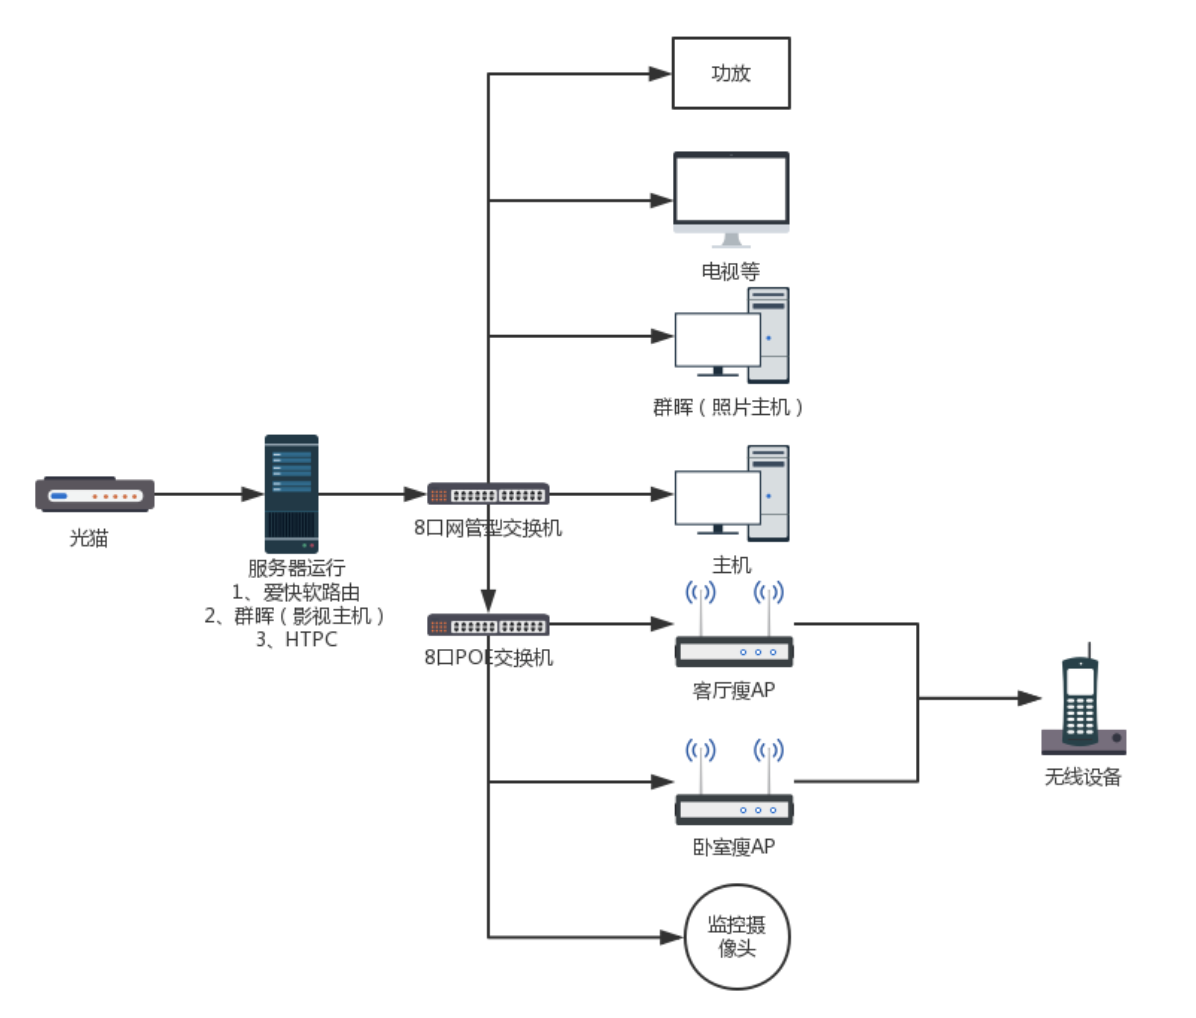 功放
电视等
群晖（照片主机）
光猫
服务器运行
1、爱快软路由
2、群晖（影视主机）
3、HTPC
8口网管型交换机
主机
8口POE交换机
客厅瘦AP
无线设备
卧室瘦AP
监控摄
像头